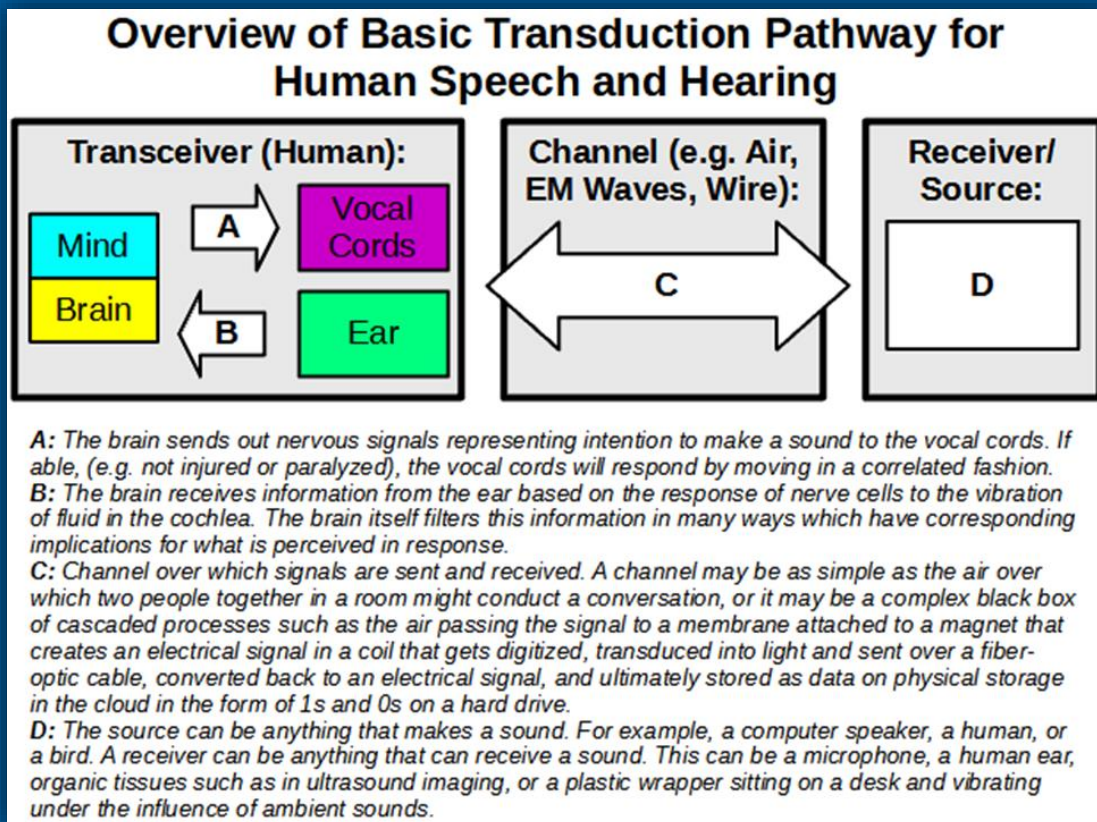 Overview of Basic Transduction Pathway for
Human Speech and Hearing
Transceiver (Human):
Mind
Brain
A
B
Vocal
Cords
Ear
Channel (e.g. Air,
EM Waves, Wire):
C
Receiver/
Source:
D
A: The brain sends out nervous signals representing intention to make a sound to the vocal cords. If
able, (e.g. not injured or paralyzed), the vocal cords will respond by moving in a correlated fashion.
B: The brain receives information from the ear based on the response of nerve cells to the vibration
of fluid in the cochlea. The brain itself filters this information in many ways which have corresponding
implications for what is perceived in response.
C: Channel over which signals are sent and received. A channel may be as simple as the air over
which two people together in a room might conduct a conversation, or it may be a complex black box
of cascaded processes such as the air passing the signal to a membrane attached to a magnet that
creates an electrical signal in a coil that gets digitized, transduced into light and sent over a fiber-
optic cable, converted back to an electrical signal, and ultimately stored as data on physical storage
in the cloud in the form of 1s and 0s on a hard drive.
D: The source can be anything that makes a sound. For example, a computer speaker, a human, or
a bird. A receiver can be anything that can receive a sound. This can be a microphone, a human ear,
organic tissues such as in ultrasound imaging, or a plastic wrapper sitting on a desk and vibrating
under the influence of ambient sounds.